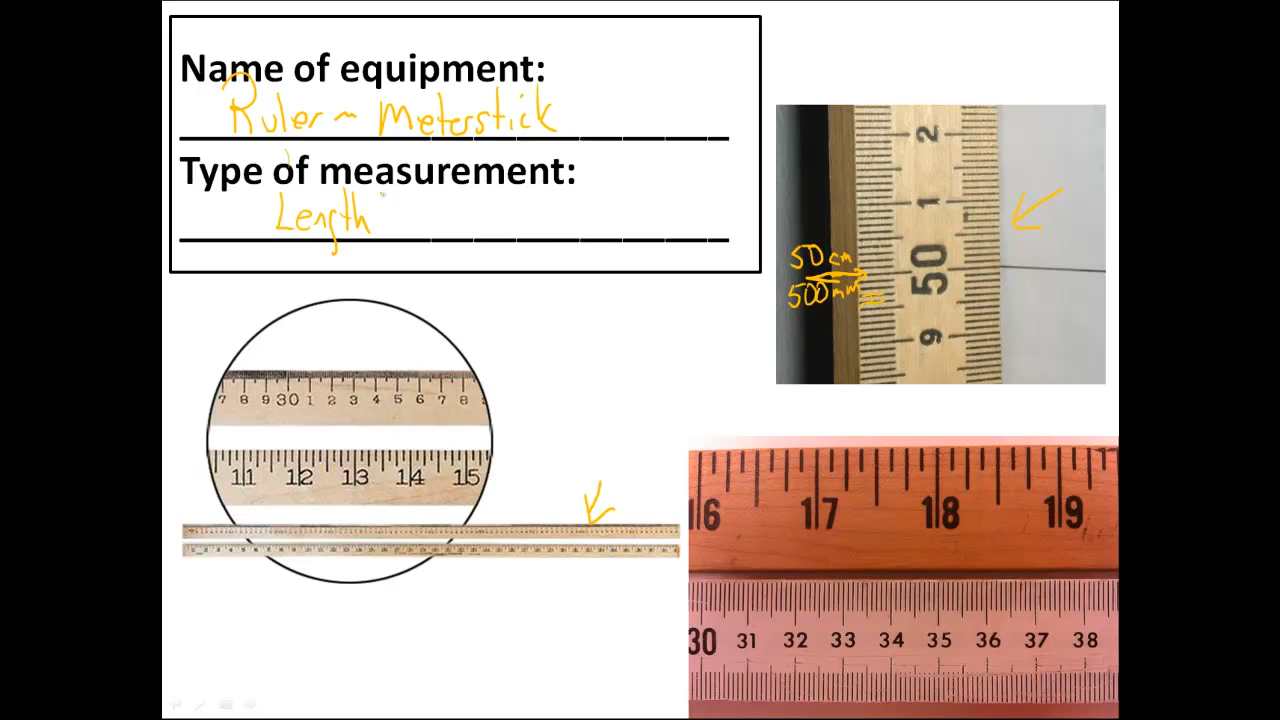 Name of equipment:
Ruler ~ Meterstick
Type of measurement:
Length
2
1
50
9
50 cm
500 mm
7 8 9 30 1 2 3 4 5 6 7 8
11 12 13 14 15
16 17 18 19
30 31 32 33 34 35 36 37 38